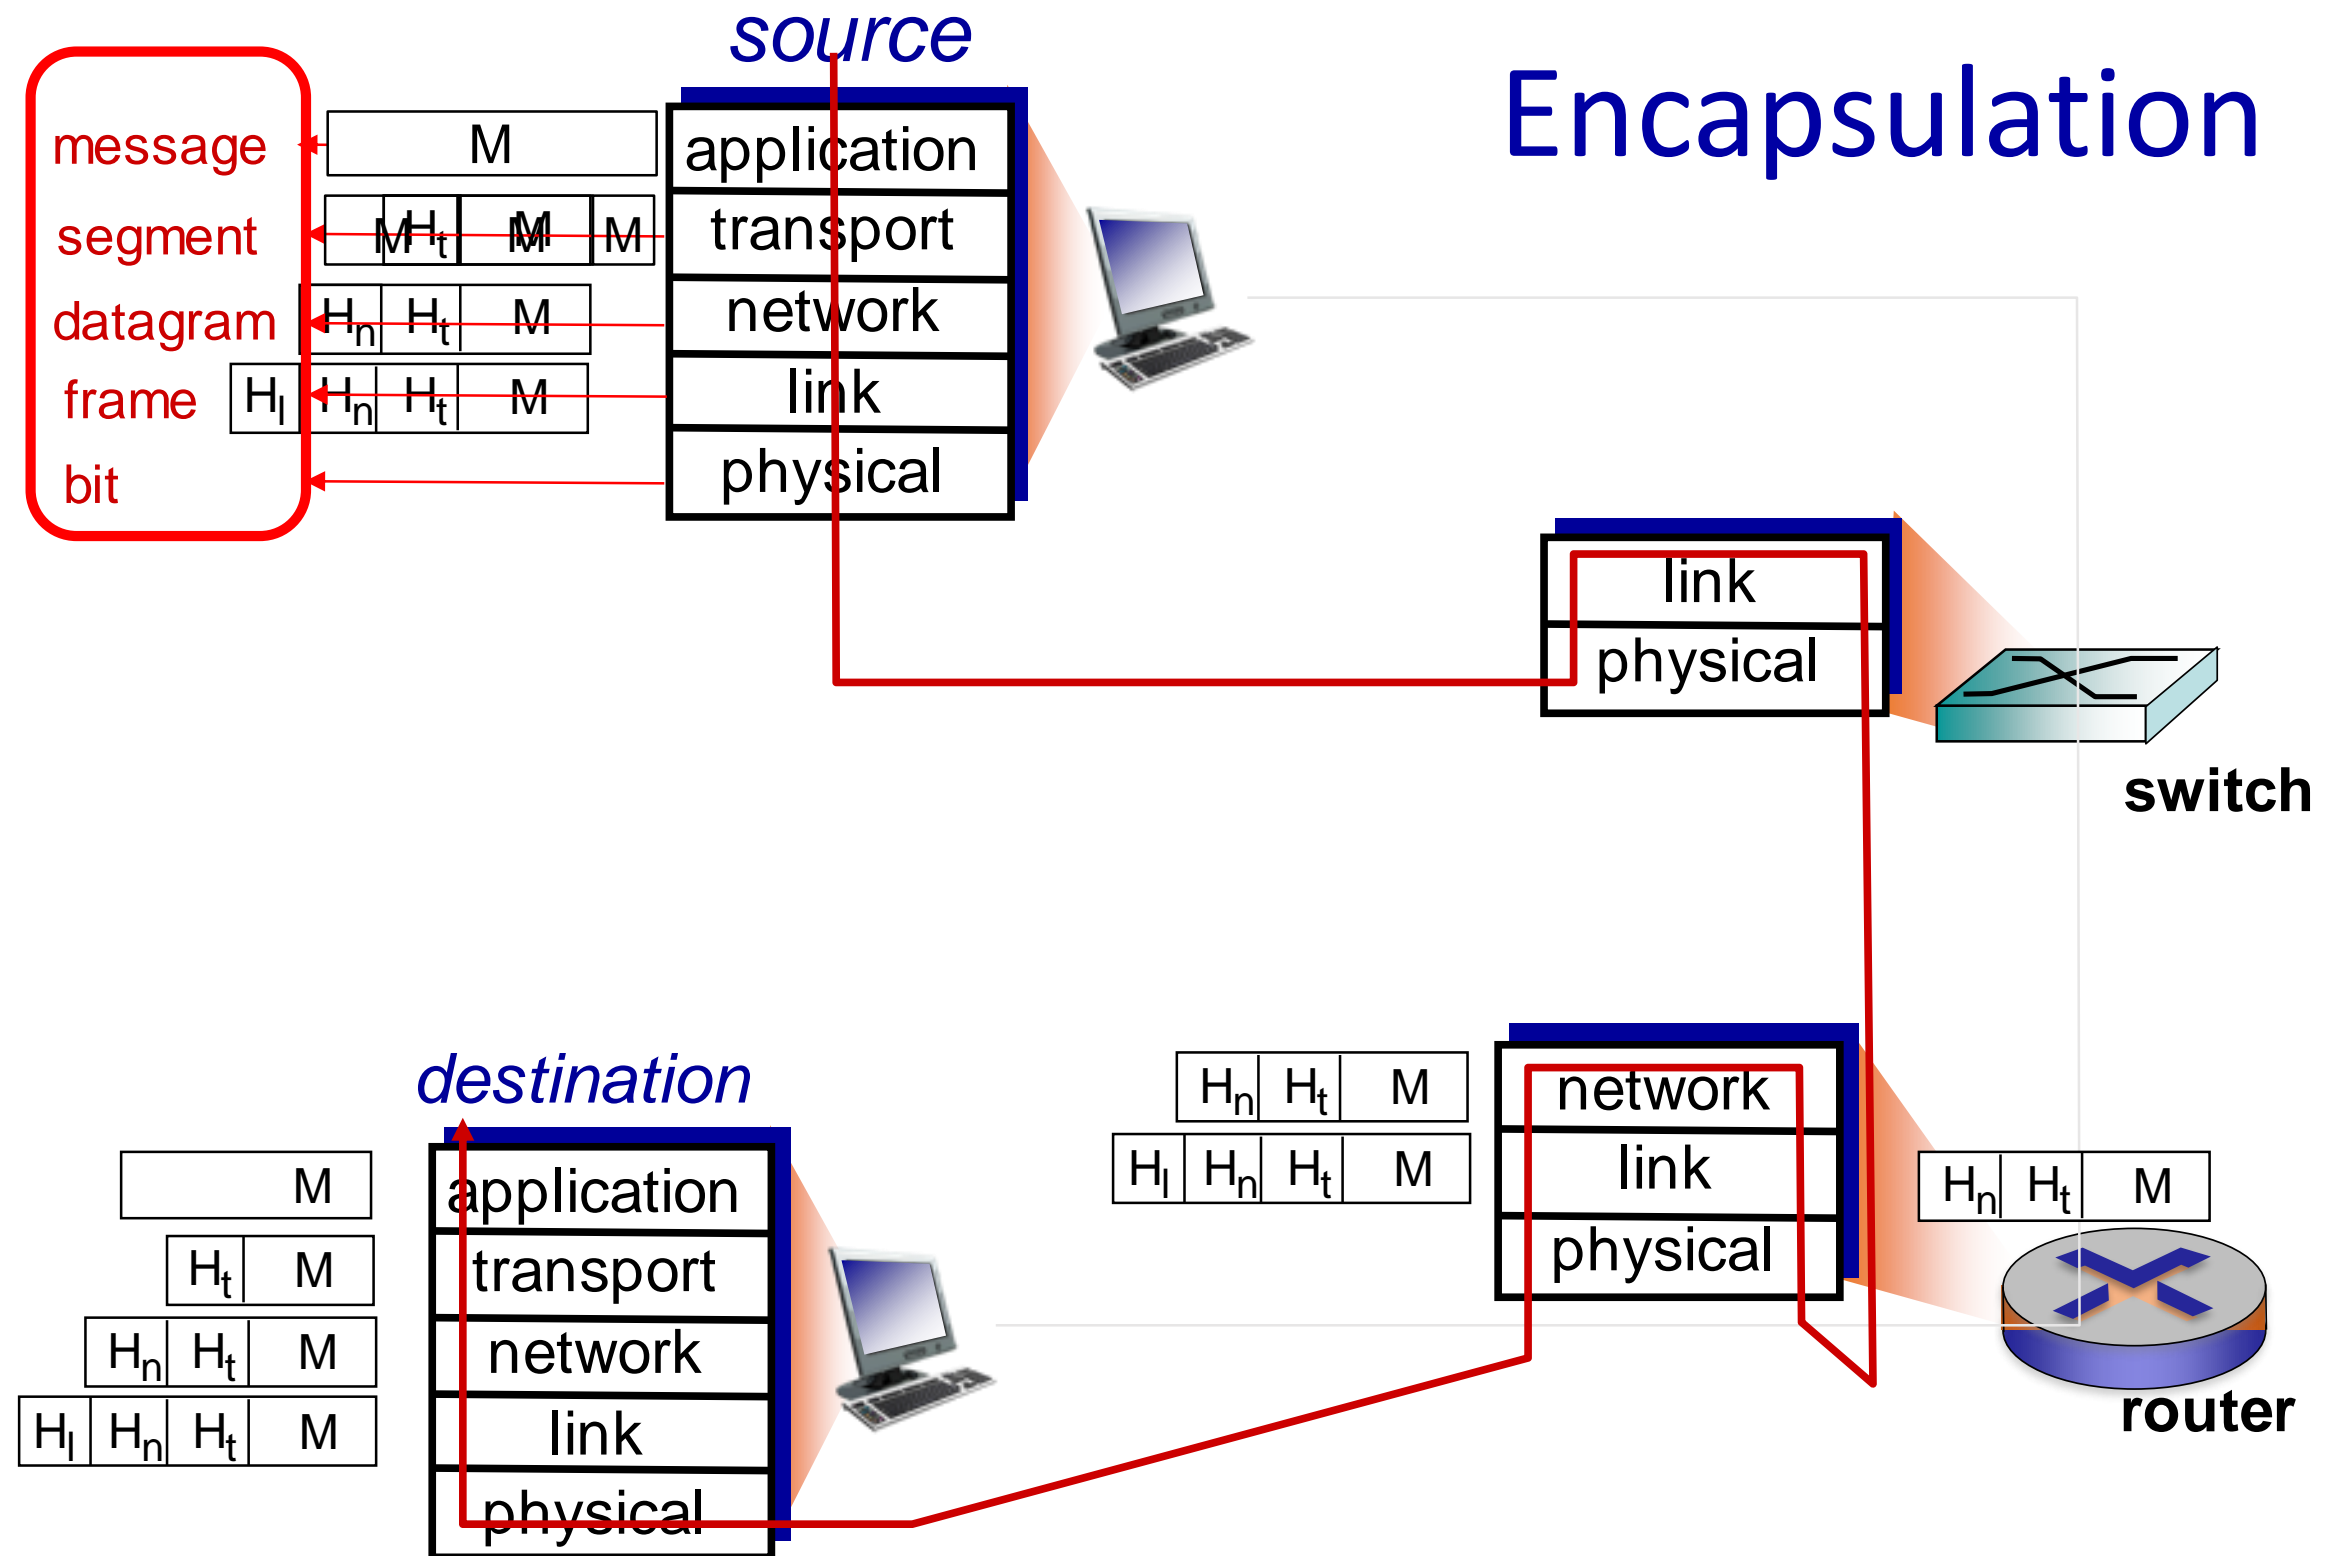 source
Encapsulation
message
M
application
segment
M
Ht
M
M
M
transport
datagram
Hn Ht M
network
frame
Hl Hn Ht M
link
bit
physical
link
physical
switch
destination
Hn Ht M
network
Hl Hn Ht M
link
physical
Hn Ht M
router
M
application
Ht M
transport
Hn Ht M
network
Hl Hn Ht M
link
physical